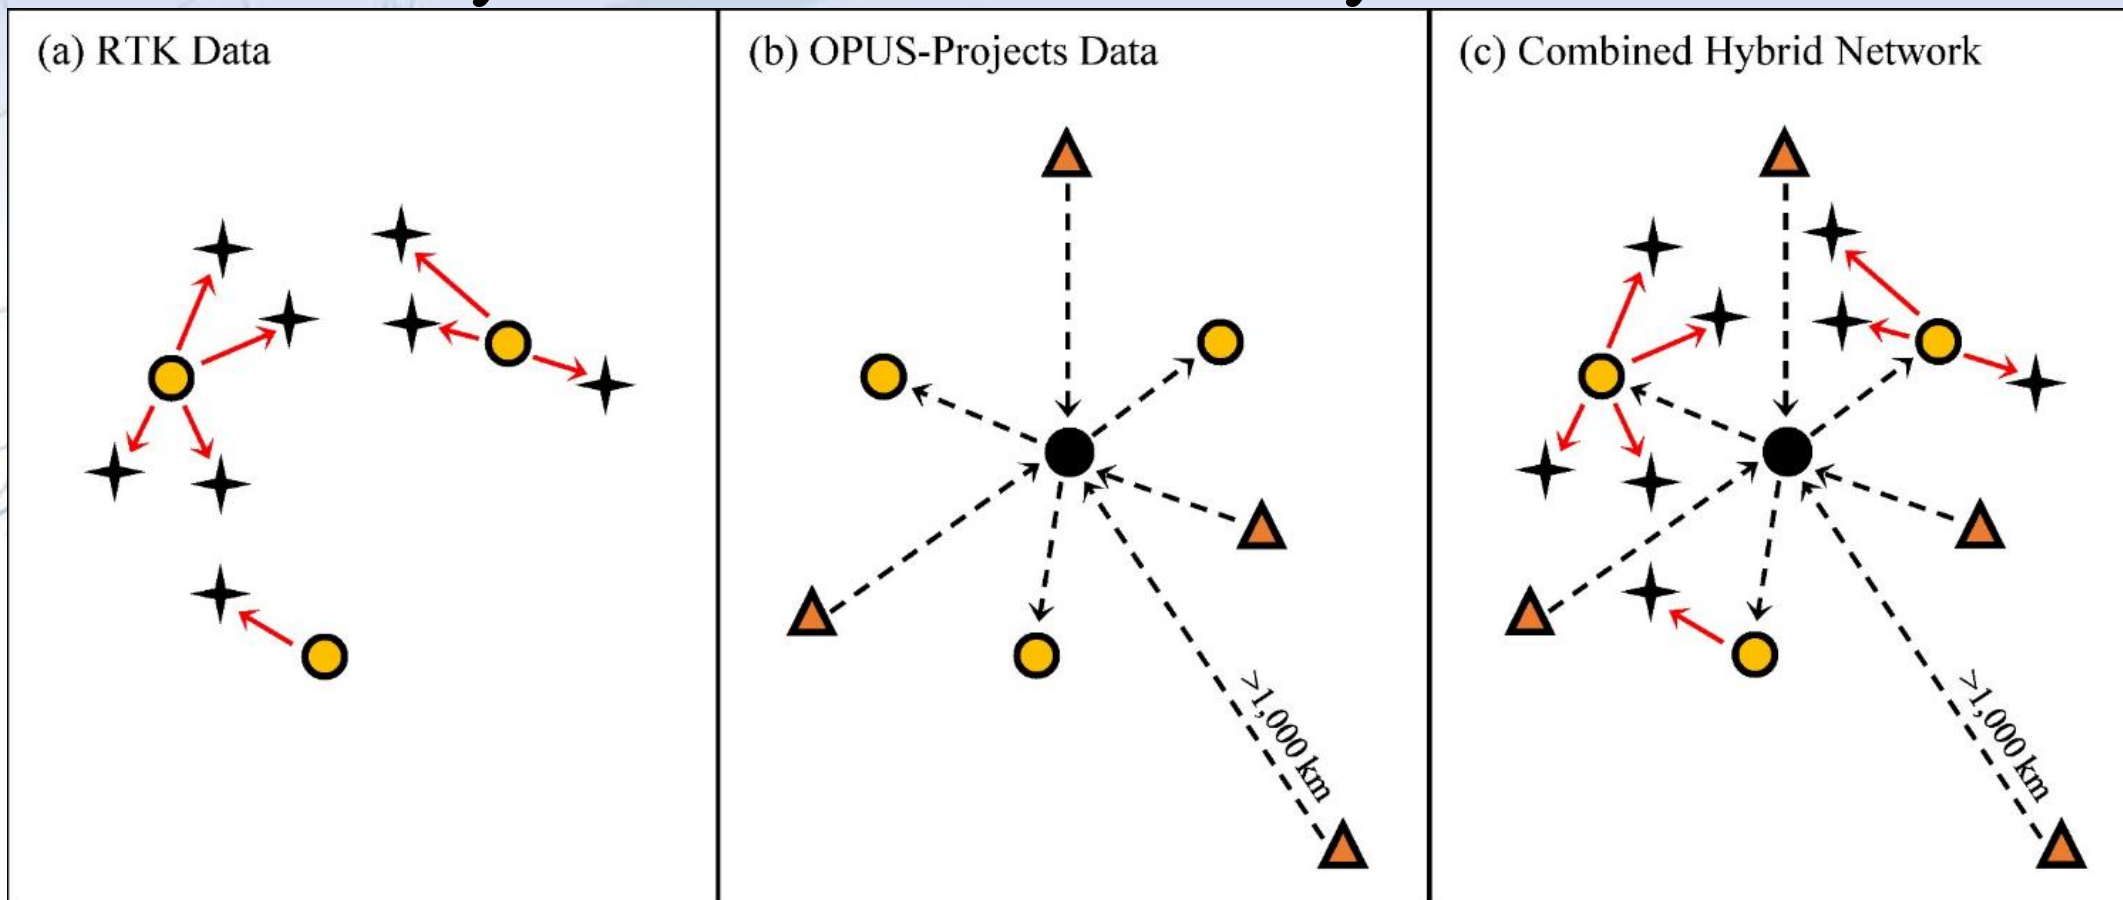 (a) RTK Data
(b) OPUS-Projects Data
>1,000 km
(c) Combined Hybrid Network
>1,000 km